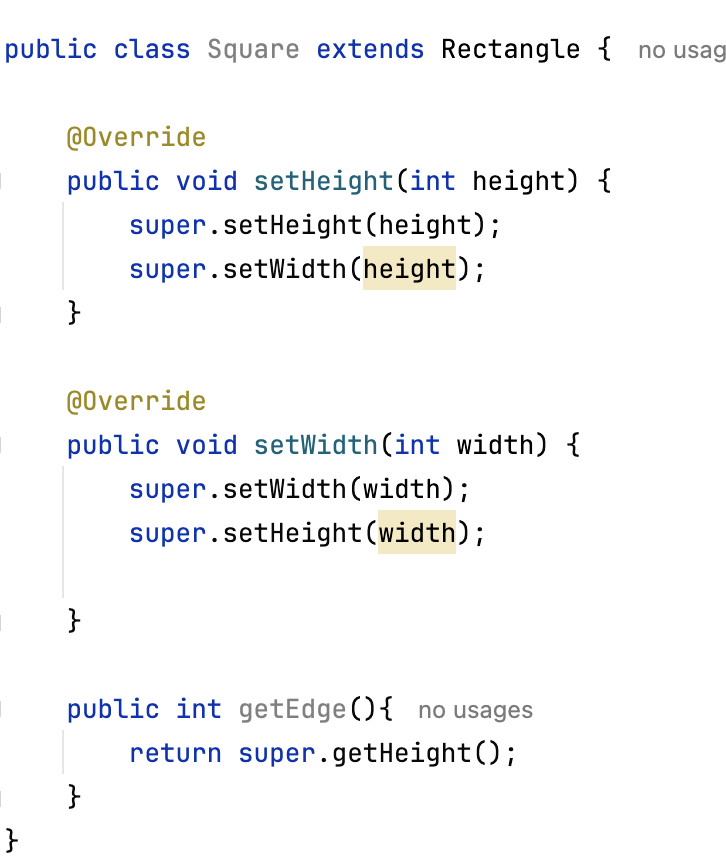 public class Square extends Rectangle { no usag
@Override
public void setHeight(int height) {
super.setHeight(height);
super.setWidth(height);
}
@Override
public void setWidth(int width) {
super.setWidth(width);
super.setHeight(width);
}
public int getEdge(){ no usages
return super.getHeight();
}
}